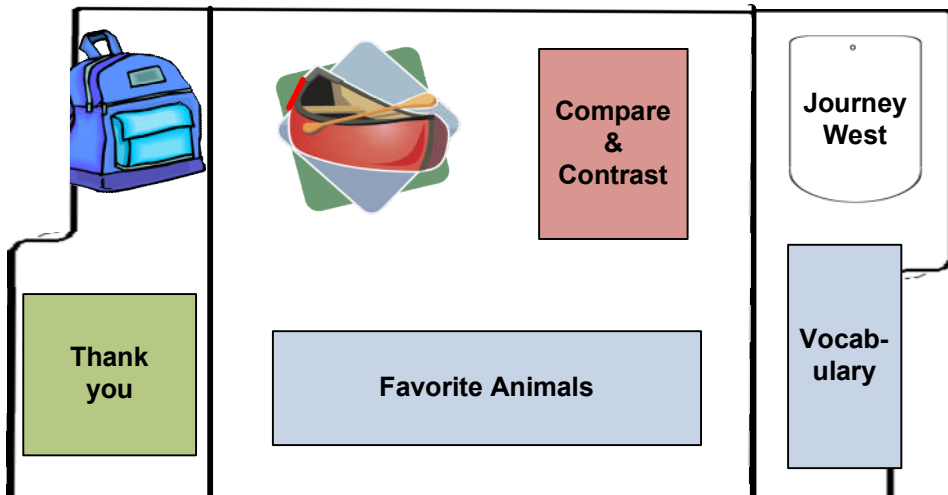 Compare
&
Contrast
Journey
West
Thank
you
Favorite Animals
Vocab-
ulary